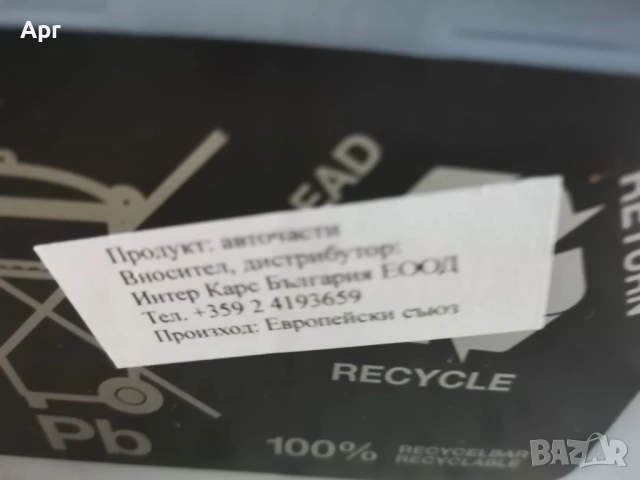 Apr
LEAD
RETURN
Продукт: авточасти
Вносител, дистрибутор:
Интер Карс България ЕООД
Тел. +359 2 4193659
Произход: Европейски съюз
RECYCLE
Pb
100% RECYCELBAR
RECYCLABLE
BAZAR